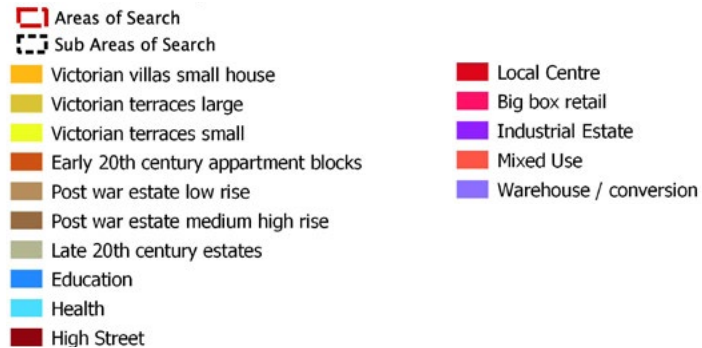 Areas of Search
Sub Areas of Search
Victorian villas small house
Victorian terraces large
Victorian terraces small
Early 20th century appartment blocks
Post war estate low rise
Post war estate medium high rise
Late 20th century estates
Education
Health
High Street
Local Centre
Big box retail
Industrial Estate
Mixed Use
Warehouse / conversion